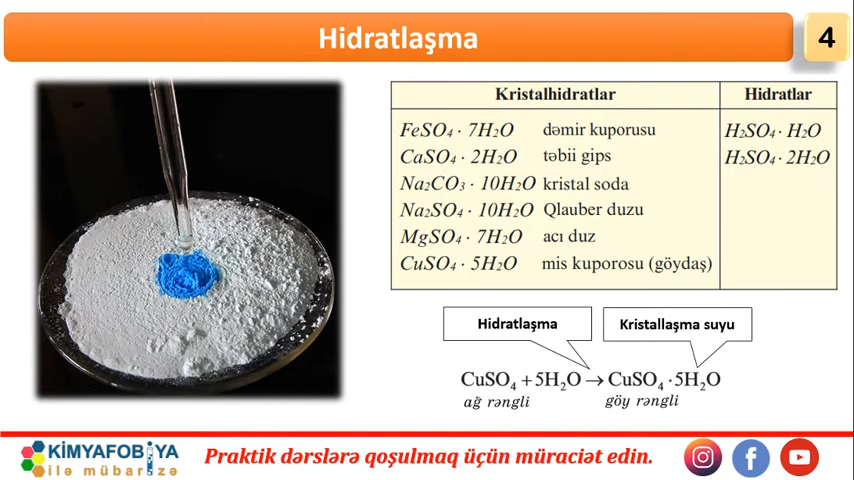 Hidratlaşma
4
Kristalhidratlar Hidratlar
FeSO₄ · 7H₂O dəmir kuporusu H₂SO₄ · H₂O
CaSO₄ · 2H₂O təbii gips H₂SO₄ · 2H₂O
Na₂CO₃ · 10H₂O kristal soda
Na₂SO₄ · 10H₂O Qlauber duzu
MgSO₄ · 7H₂O acı duz
CuSO₄ · 5H₂O mis kuporosu (göydaş)
Hidratlaşma Kristallaşma suyu
CuSO₄ + 5H₂O → CuSO₄ · 5H₂O
ağ rəngli göy rəngli
KİMYAFOBİYA
ilə mübarizə
Praktik dərslərə qoşulmaq üçün müraciət edin.